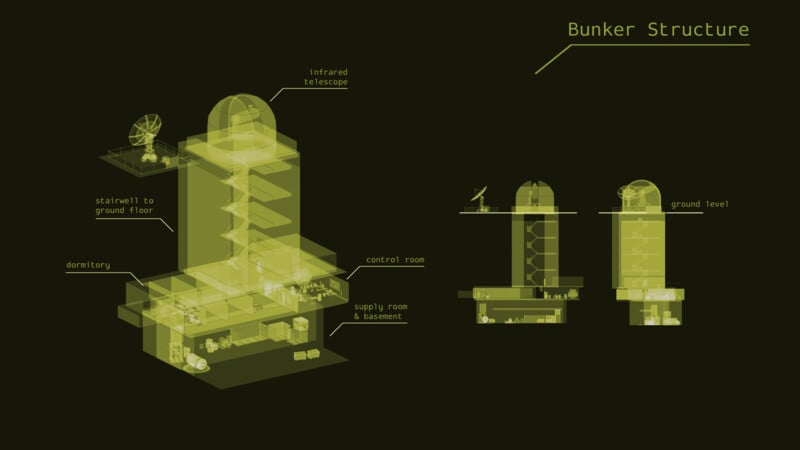 Bunker Structure
infrared
telescope
stairwell to
ground floor
ground level
dormitory
control room
supply room
& basement